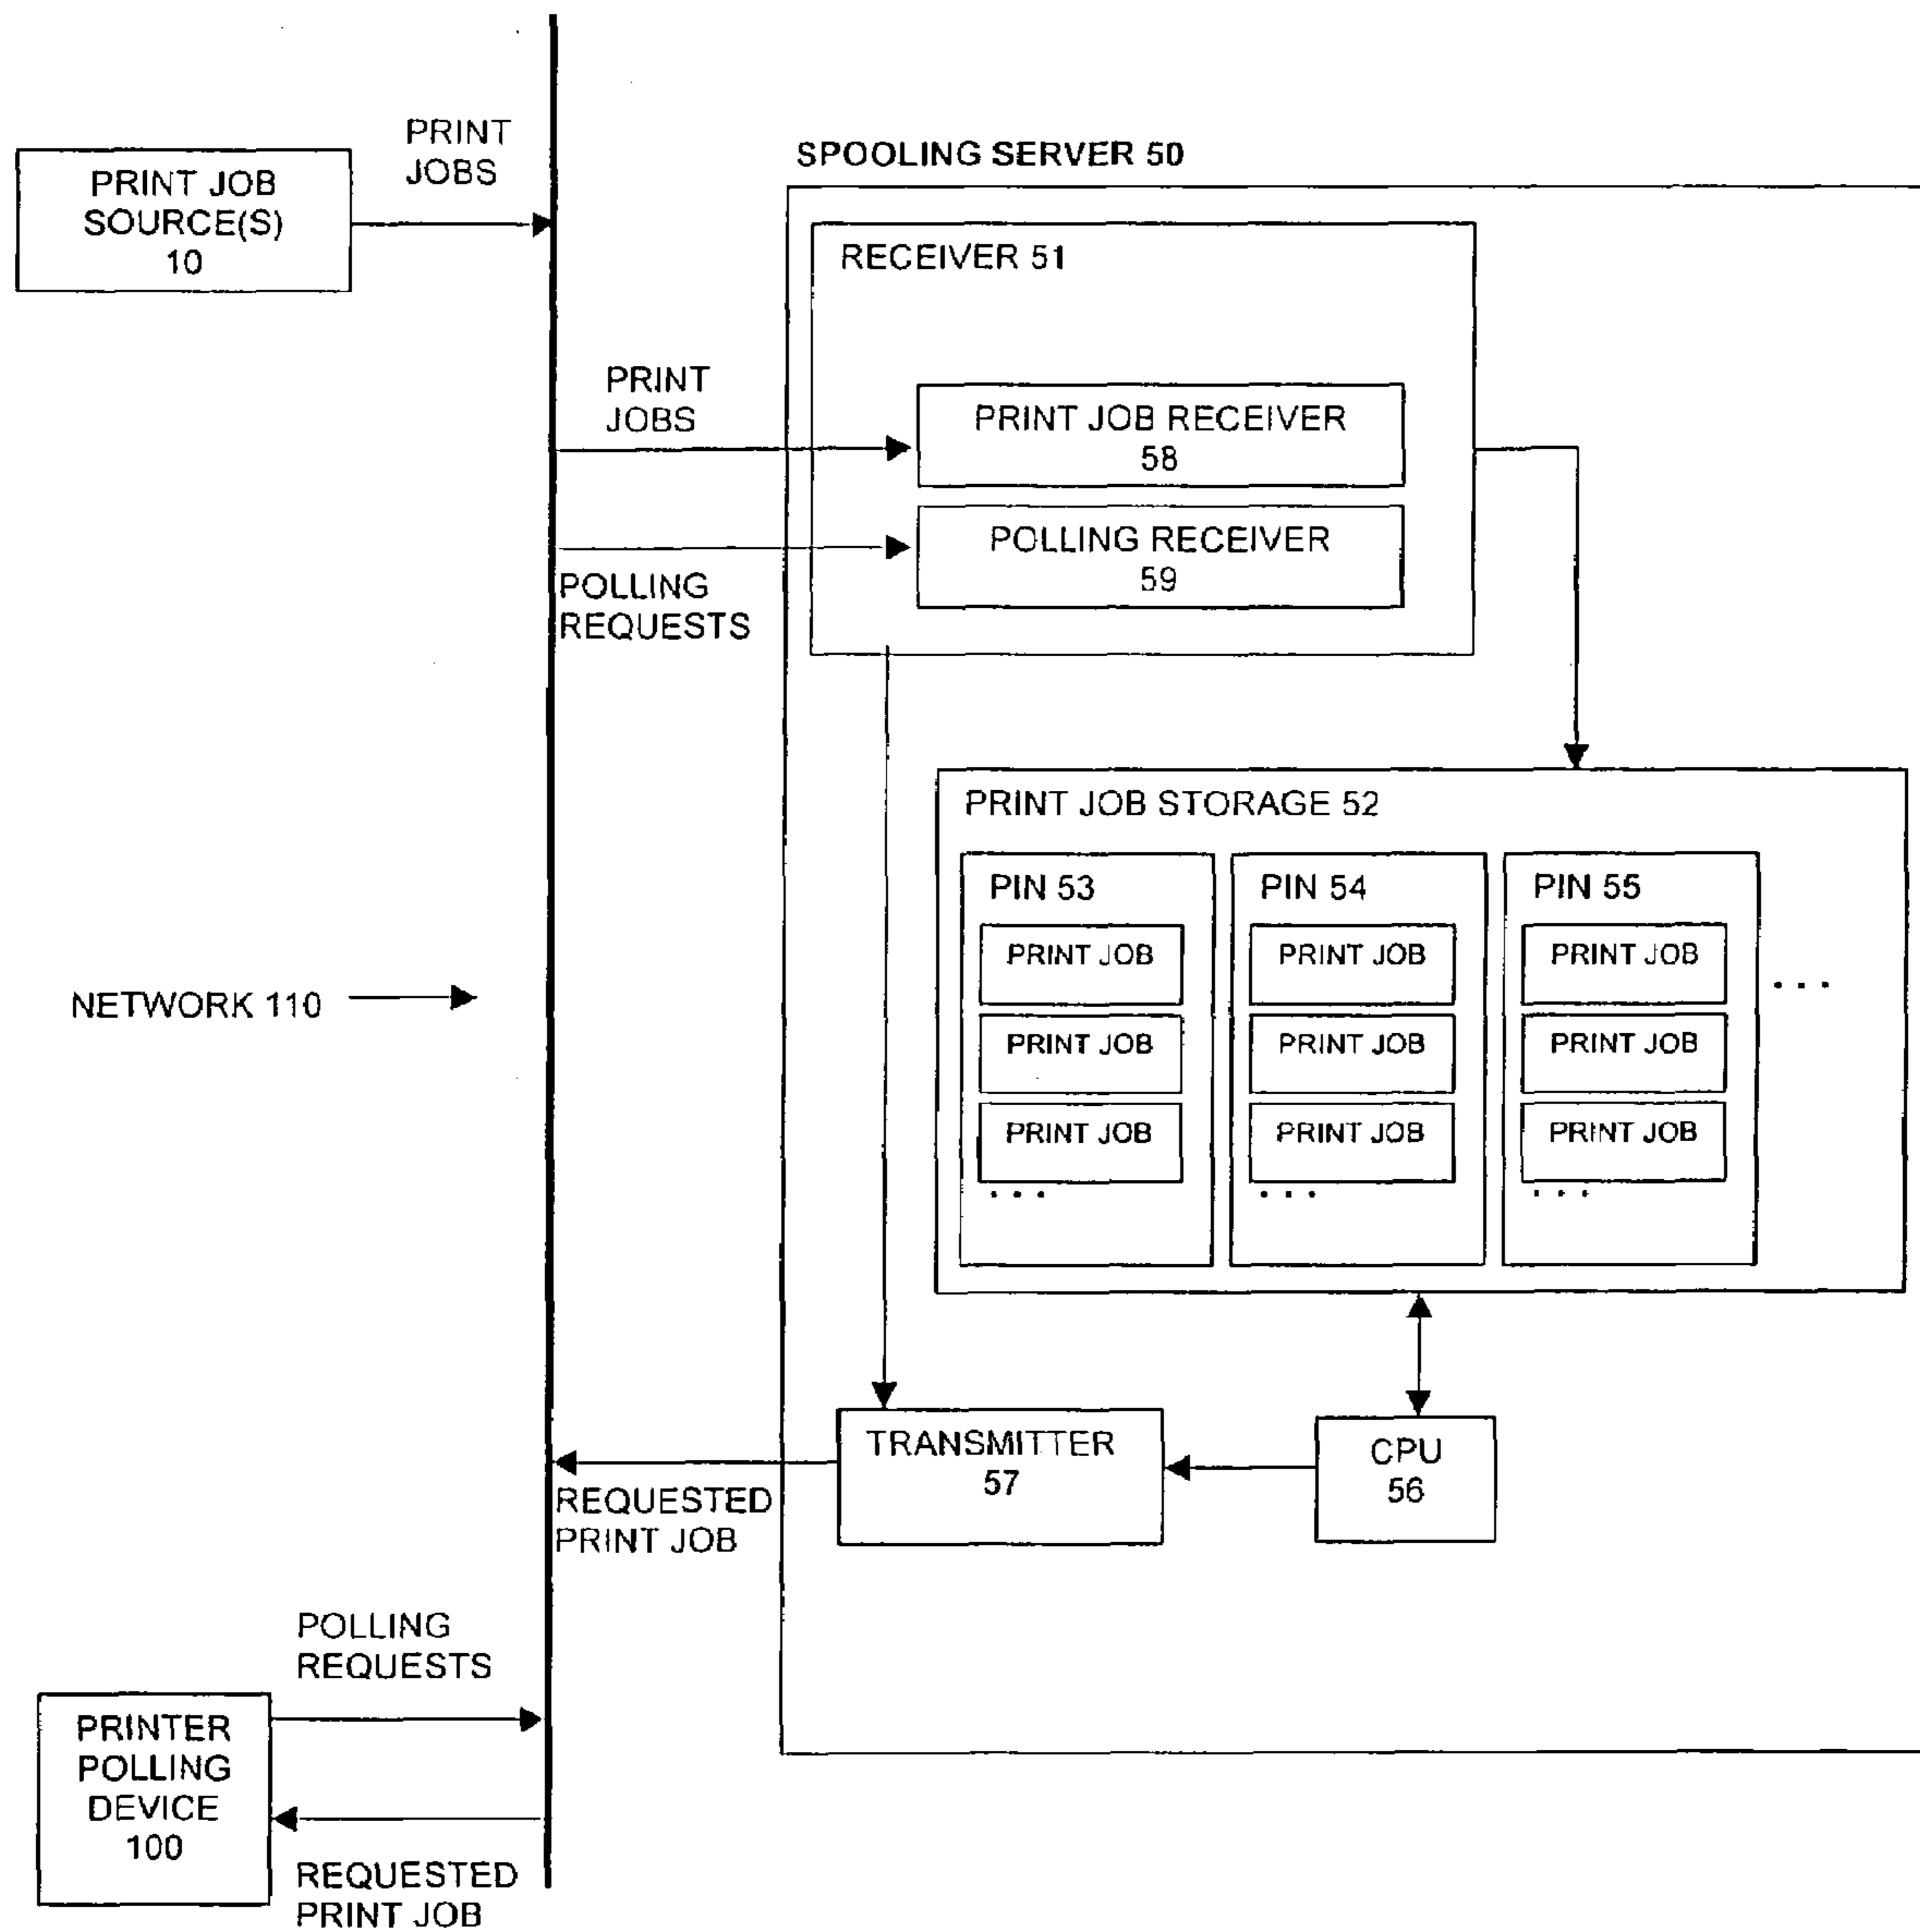 PRINT JOB
SOURCE(S)
10
PRINT
JOBS
SPOOLING SERVER 50
RECEIVER 51
PRINT
JOBS
PRINT JOB RECEIVER
58
POLLING RECEIVER
59
POLLING
REQUESTS
PRINT JOB STORAGE 52
PIN 53
PRINT JOB
PRINT JOB
PRINT JOB
. . .
PIN 54
PRINT JOB
PRINT JOB
PRINT JOB
. . .
PIN 55
PRINT JOB
PRINT JOB
PRINT JOB
. . .
. . .
NETWORK 110
TRANSMITTER
57
CPU
56
REQUESTED
PRINT JOB
POLLING
REQUESTS
PRINTER
POLLING
DEVICE
100
REQUESTED
PRINT JOB